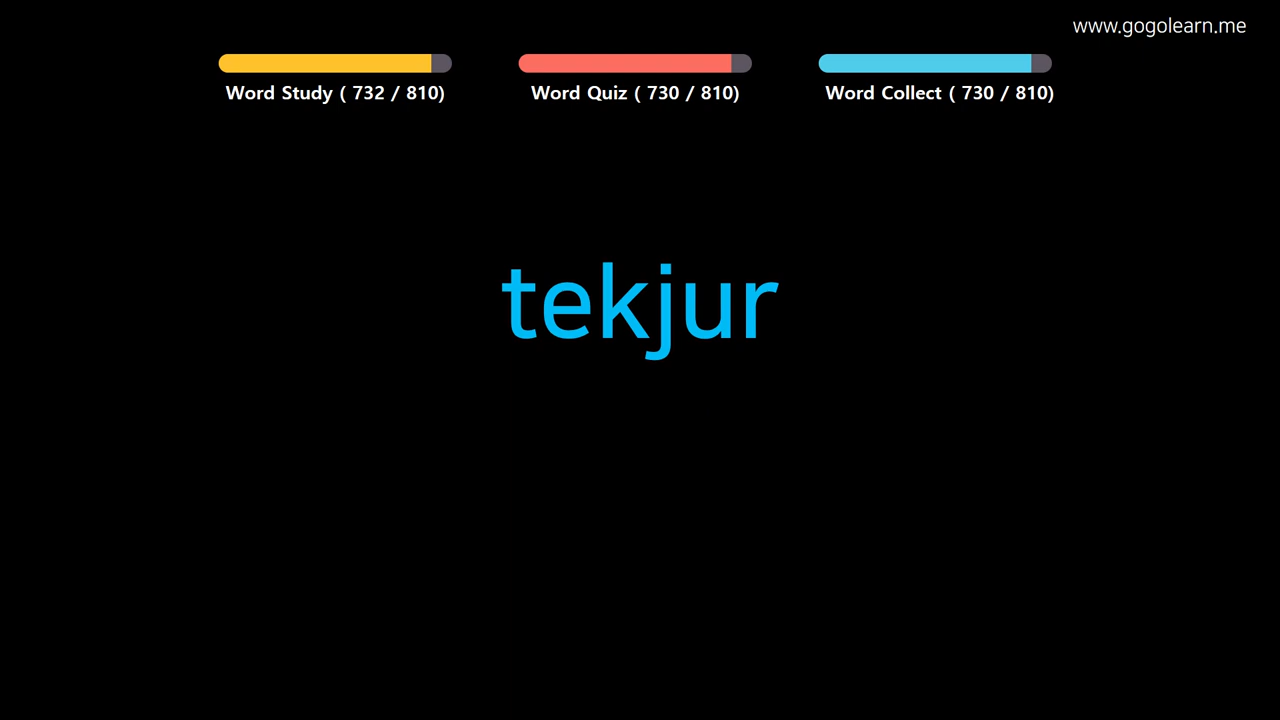 www.gogolearn.me
Word Study ( 732 / 810)
Word Quiz ( 730 / 810)
Word Collect ( 730 / 810)
tekjur